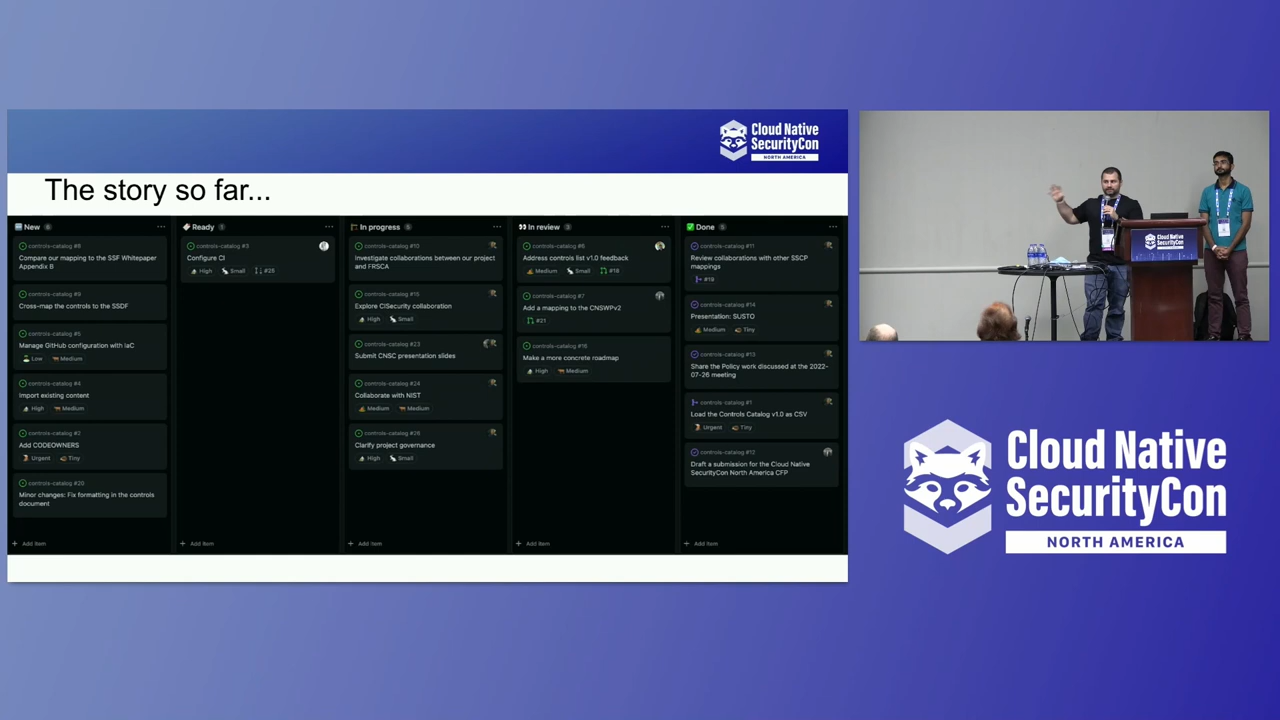 Cloud Native
SecurityCon
NORTH AMERICA
The story so far...
New 6
controls-catalog #8
Compare our mapping to the SSF Whitepaper
Appendix B
controls-catalog #9
Cross-map the controls to the SSDF
controls-catalog #5
Manage GitHub configuration with IaC
Low Medium
controls-catalog #4
Import existing content
High Medium
controls-catalog #2
Add CODEOWNERS
Urgent Tiny
controls-catalog #20
Minor changes: Fix formatting in the controls
document
+ Add item
Ready 1
controls-catalog #3
Configure CI
High Small #25
+ Add item
In progress 5
controls-catalog #10
Investigate collaborations between our project
and FRSCA
controls-catalog #15
Explore CISecurity collaboration
High Small
controls-catalog #23
Submit CNSC presentation slides
controls-catalog #24
Collaborate with NIST
Medium Medium
controls-catalog #26
Clarify project governance
High Small
+ Add item
In review 3
controls-catalog #6
Address controls list v1.0 feedback
Medium Small #18
controls-catalog #7
Add a mapping to the CNSWPv2
#21
controls-catalog #16
Make a more concrete roadmap
High Medium
+ Add item
Done 5
controls-catalog #11
Review collaborations with other SSCP
mappings
#19
controls-catalog #14
Presentation: SUSTO
Medium Tiny
controls-catalog #13
Share the Policy work discussed at the 2022-
07-26 meeting
controls-catalog #1
Load the Controls Catalog v1.0 as CSV
Urgent Tiny
controls-catalog #12
Draft a submission for the Cloud Native
SecurityCon North America CFP
+ Add item
Cloud Native
SecurityCon
Cloud Native
SecurityCon
NORTH AMERICA